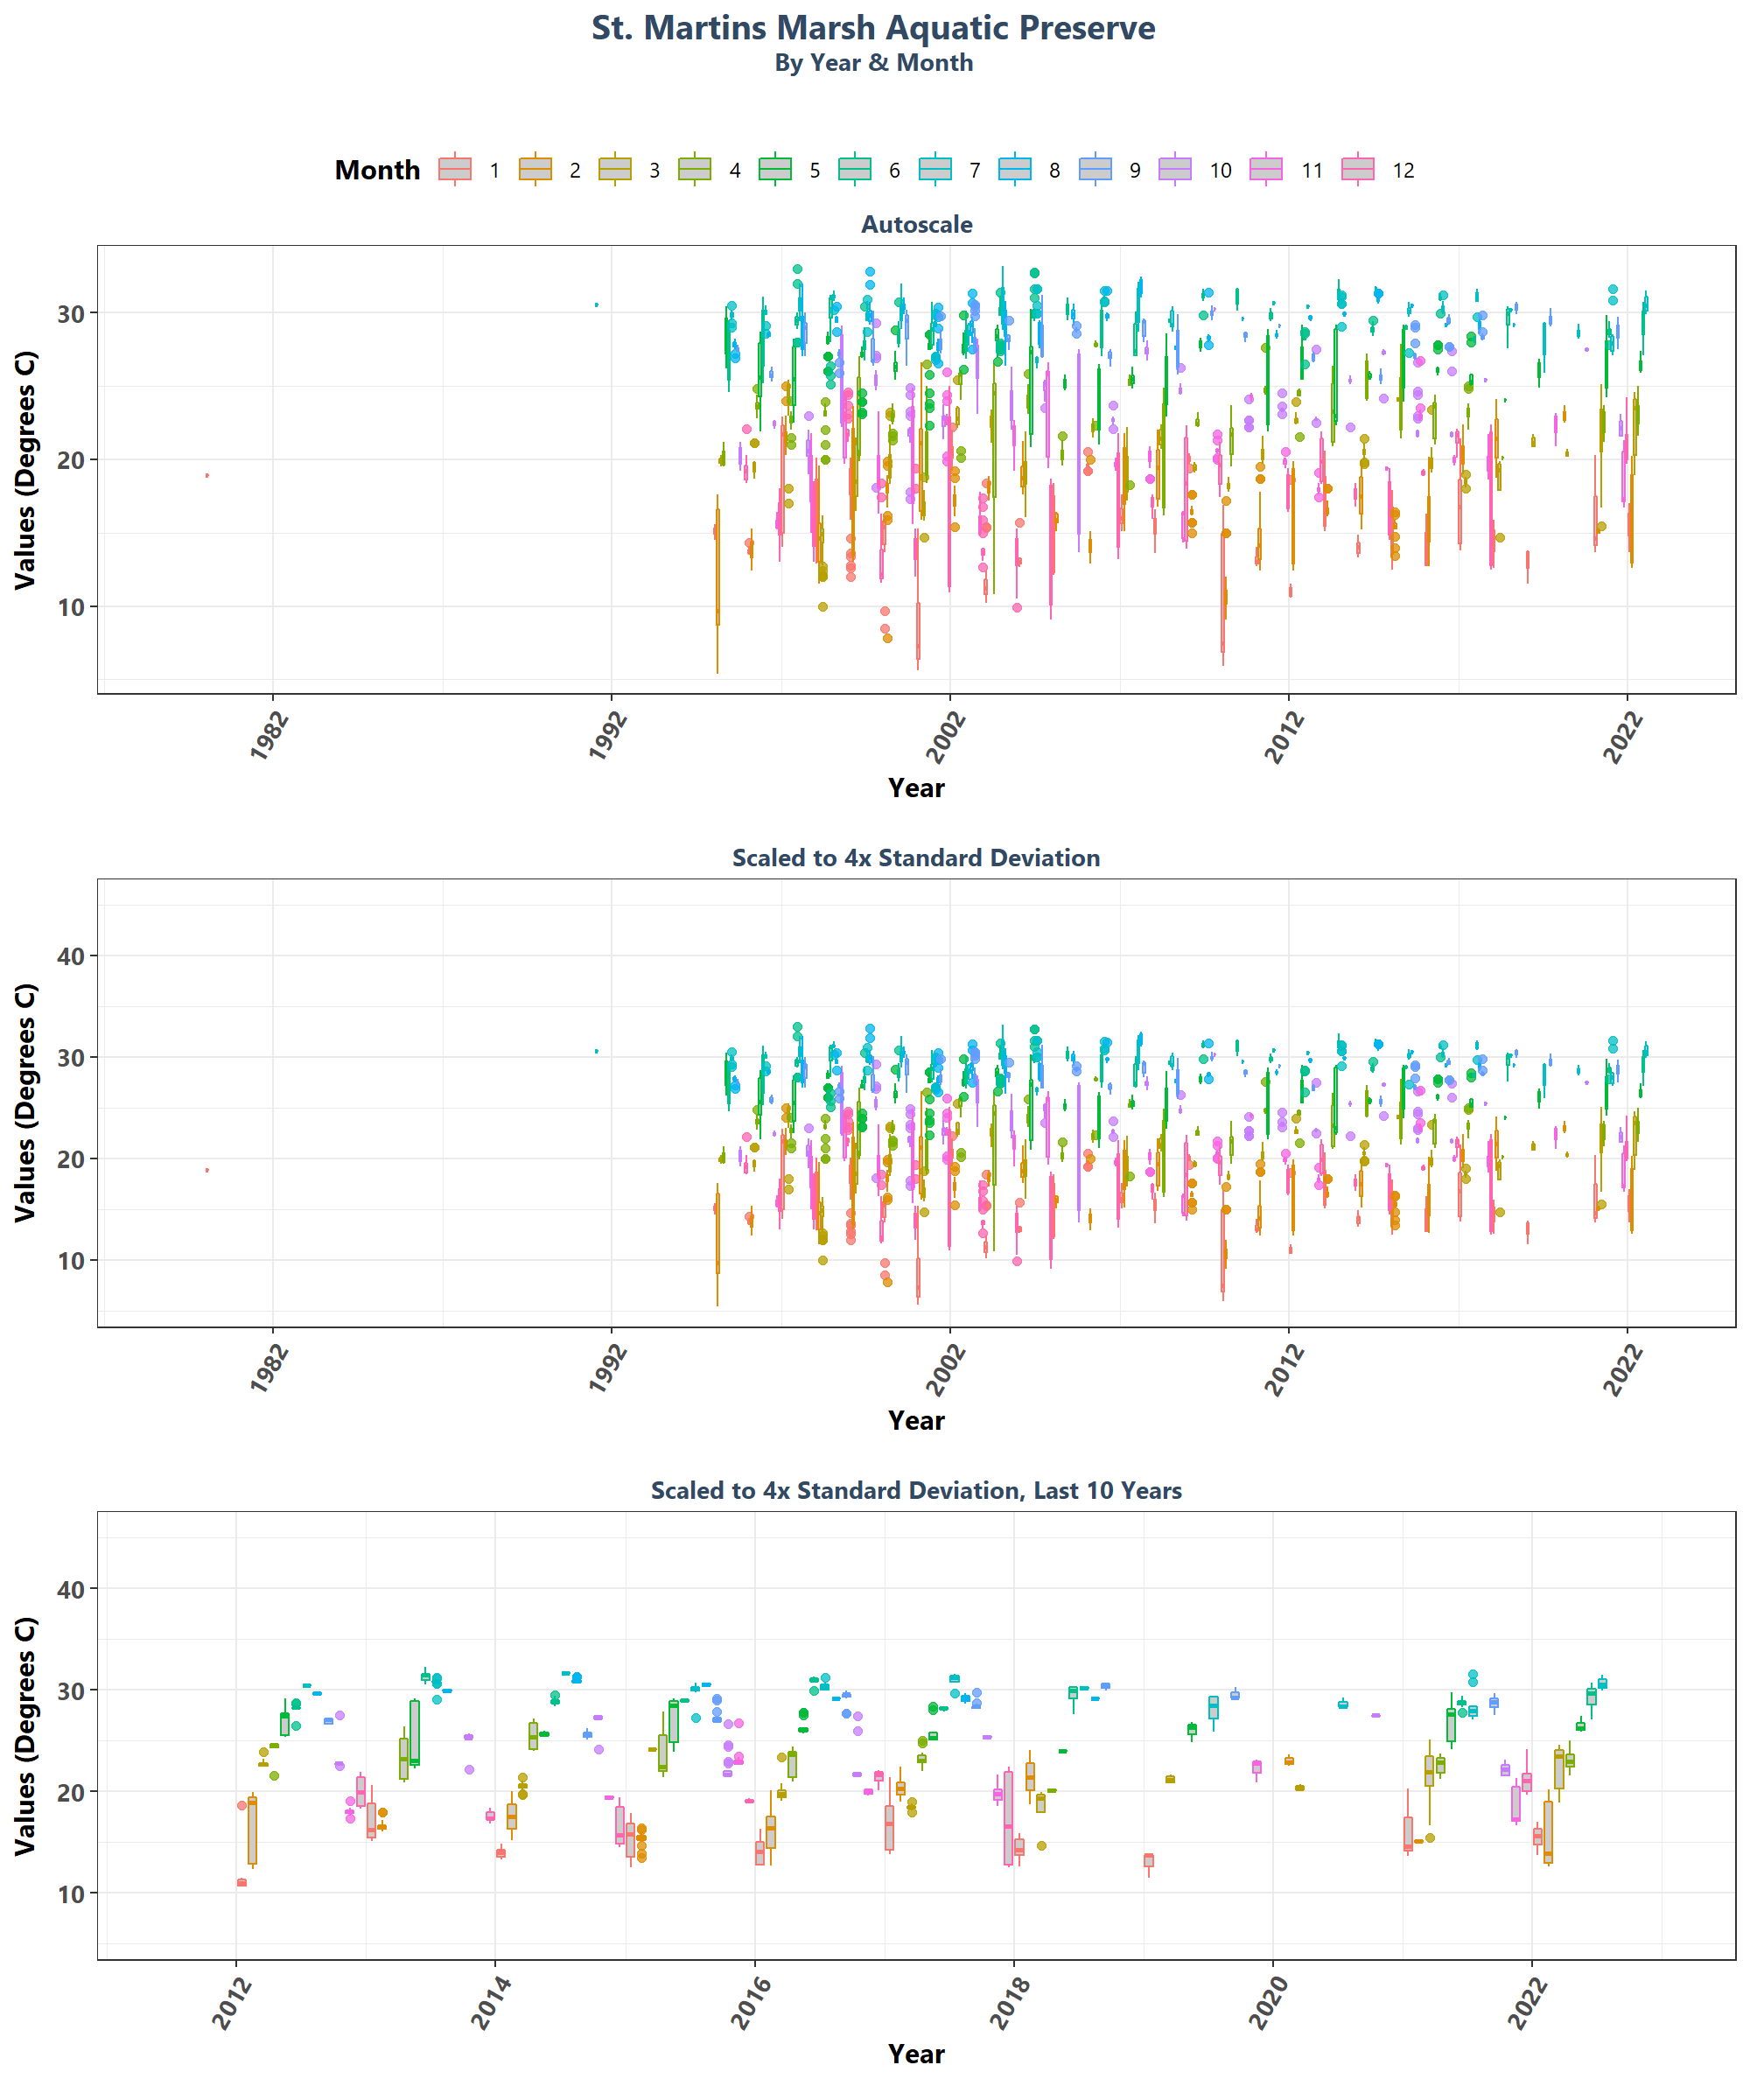 St. Martins Marsh Aquatic Preserve
By Year & Month
Month 1 2 3 4 5 6 7 8 9 10 11 12
Autoscale
Values (Degrees C)
30
20
10
1982 1992 2002 2012 2022
Year
Scaled to 4x Standard Deviation
Values (Degrees C)
40
30
20
10
1982 1992 2002 2012 2022
Year
Scaled to 4x Standard Deviation, Last 10 Years
Values (Degrees C)
40
30
20
10
2012 2014 2016 2018 2020 2022
Year